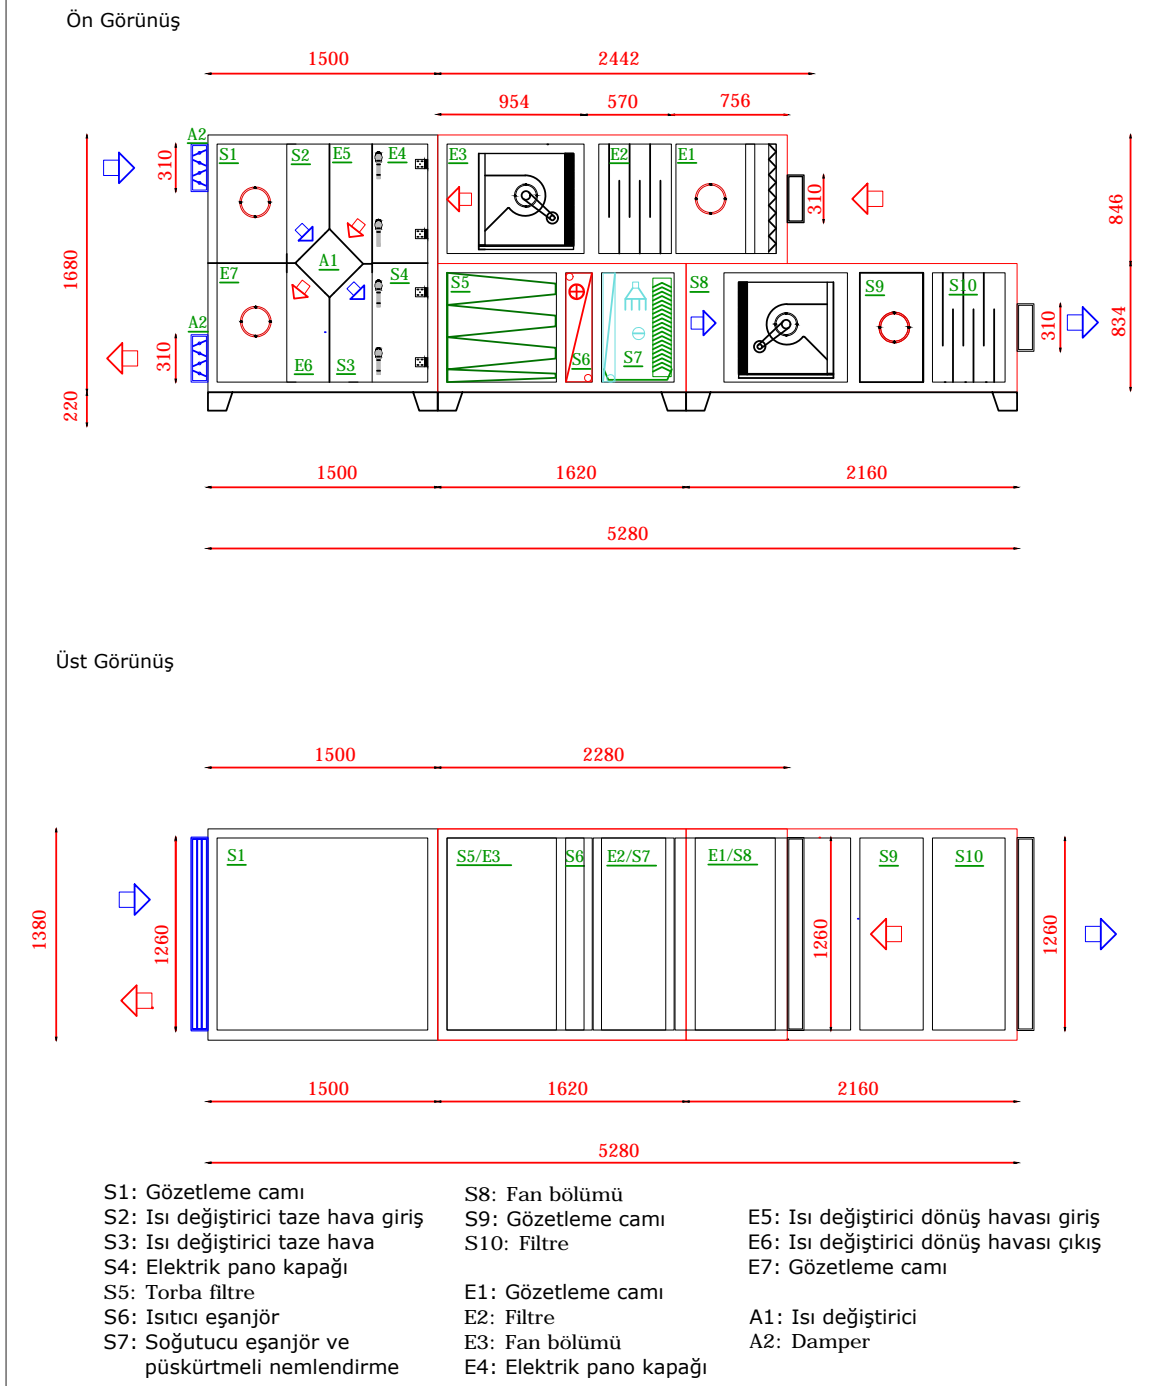 Ön Görünüş
1500
2442
954
570
756
A2
S1
S2
E5
E4
E3
E2
E1
310
310
846
1680
A1
E7
S4
S5
S8
S9
S10
A2
310
S6
S7
310
834
E6
S3
220
1500
1620
2160
5280
Üst Görünüş
1500
2280
S1
S5/E3
S6
E2/S7
E1/S8
S9
S10
1380
1260
1260
1260
1500
1620
2160
5280
S1: Gözetleme camı
S2: Isı değiştirici taze hava giriş
S3: Isı değiştirici taze hava
S4: Elektrik pano kapağı
S5: Torba filtre
S6: Isıtıcı eşanjör
S7: Soğutucu eşanjör ve
püskürtmeli nemlendirme
S8: Fan bölümü
S9: Gözetleme camı
S10: Filtre
E1: Gözetleme camı
E2: Filtre
E3: Fan bölümü
E4: Elektrik pano kapağı
E5: Isı değiştirici dönüş havası giriş
E6: Isı değiştirici dönüş havası çıkış
E7: Gözetleme camı
A1: Isı değiştirici
A2: Damper